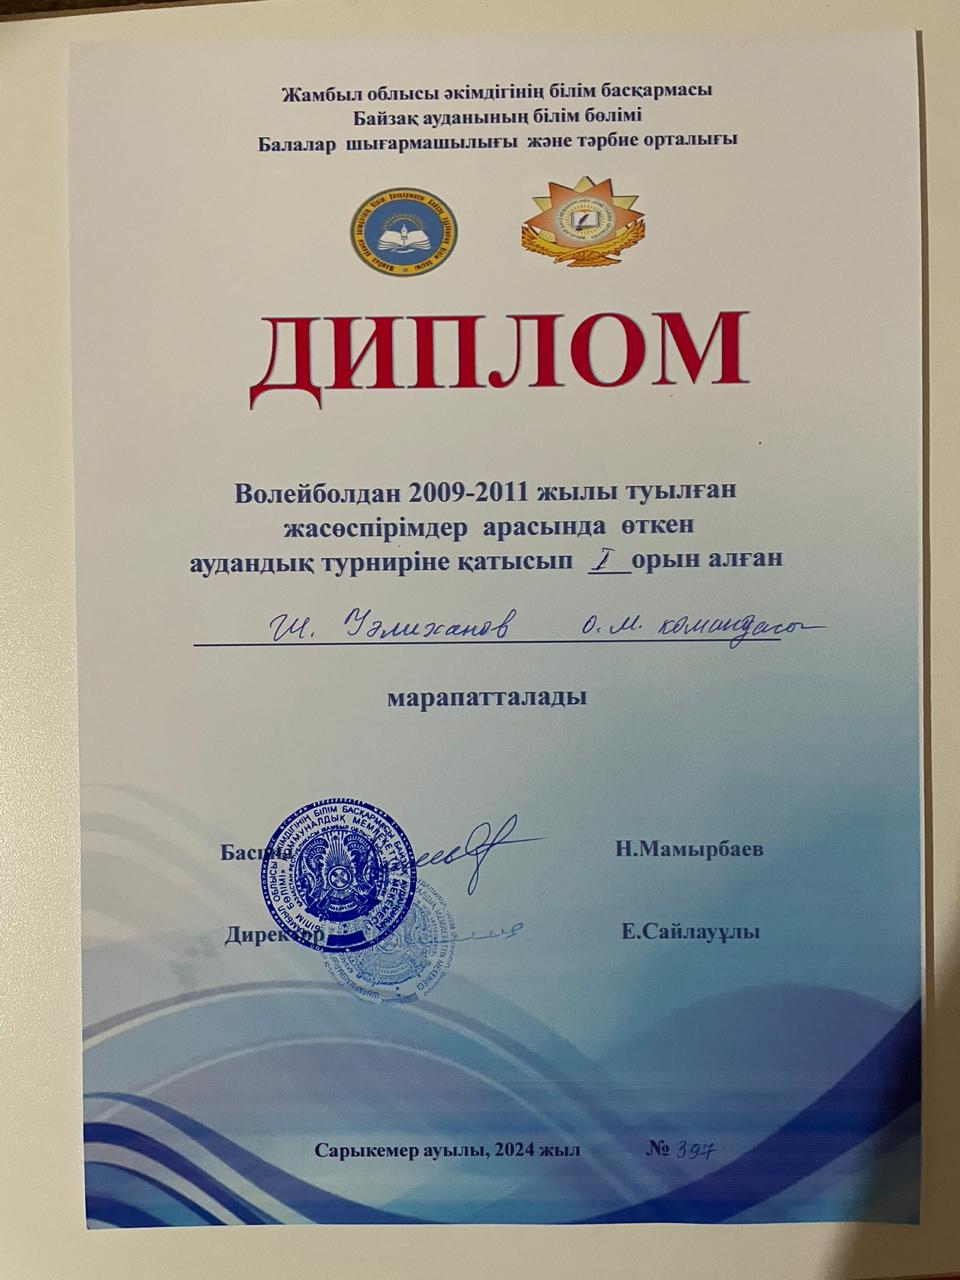 Жамбыл облысы әкімдігінің білім басқармасы
Байзақ ауданының білім бөлімі
Балалар шығармашылығы және тәрбие орталығы
ДИПЛОМ
Волейболдан 2009-2011 жылы туылған
жасөспірімдер арасында өткен
аудандық турниріне қатысып I орын алған
Ш. Уәлиханов о.м. командасы
марапатталады
Н.Мамырбаев
Директор Е.Сайлауұлы
Сарыкемер ауылы, 2024 жыл № 397